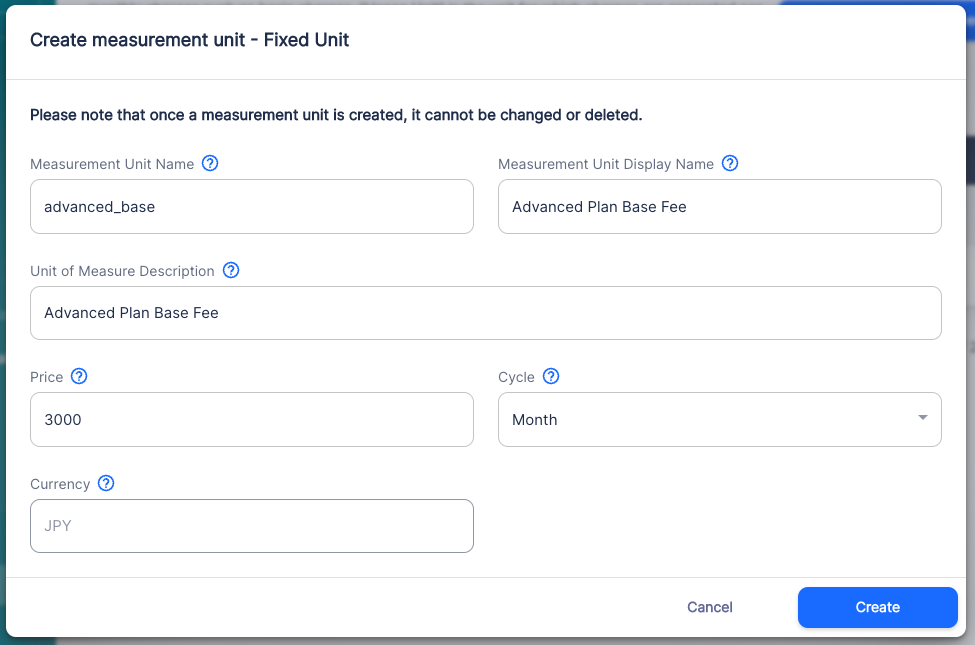 Create measurement unit - Fixed Unit
Please note that once a measurement unit is created, it cannot be changed or deleted.
Measurement Unit Name
Measurement Unit Display Name
advanced_base
Advanced Plan Base Fee
Unit of Measure Description
Advanced Plan Base Fee
Price
Cycle
3000
Month
Currency
JPY
Cancel
Create